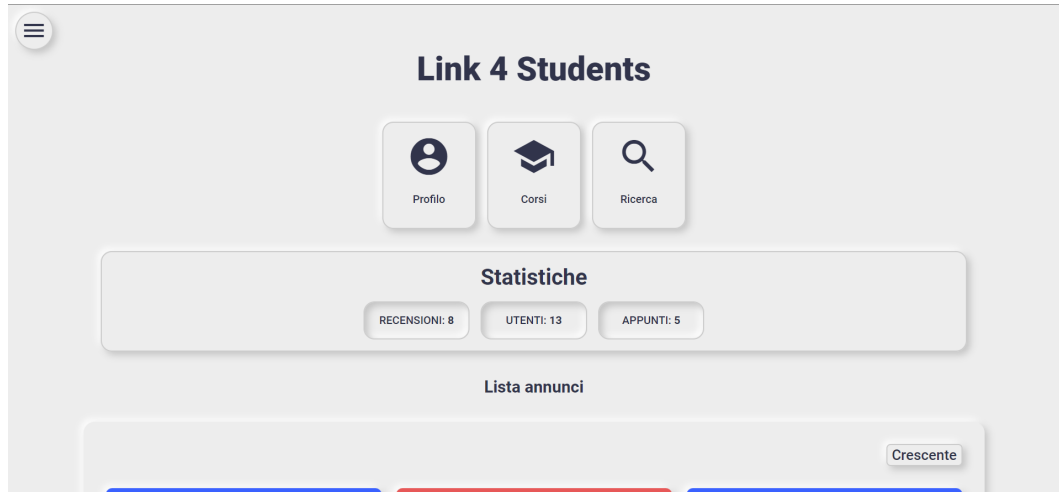 Link 4 Students
Profilo
Corsi
Ricerca
Statistiche
RECENSIONI: 8
UTENTI: 13
APPUNTI: 5
Lista annunci
Crescente